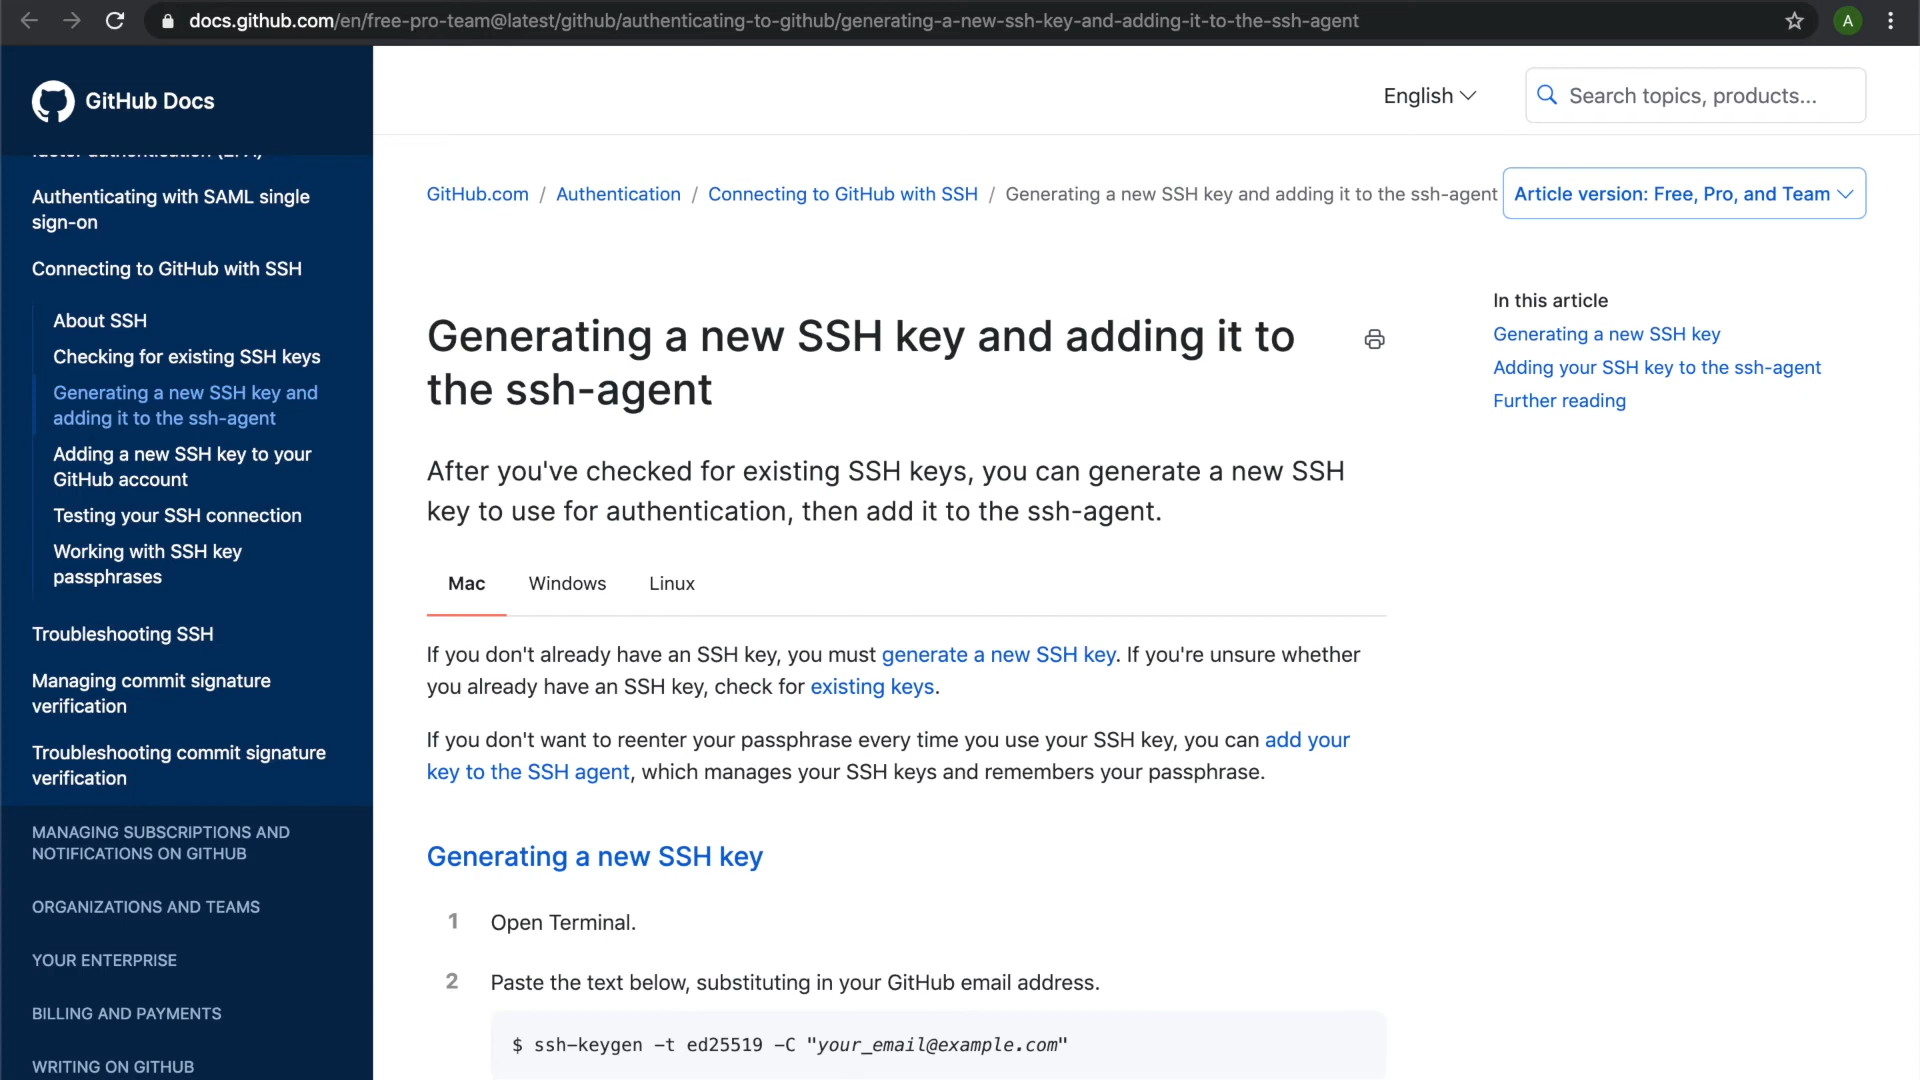 docs.github.com/en/free-pro-team@latest/github/authenticating-to-github/generating-a-new-ssh-key-and-adding-it-to-the-ssh-agent
A
GitHub Docs
Authenticating with SAML single
sign-on
Connecting to GitHub with SSH
About SSH
Checking for existing SSH keys
Generating a new SSH key and
adding it to the ssh-agent
Adding a new SSH key to your
GitHub account
Testing your SSH connection
Working with SSH key
passphrases
Troubleshooting SSH
Managing commit signature
verification
Troubleshooting commit signature
verification
MANAGING SUBSCRIPTIONS AND
NOTIFICATIONS ON GITHUB
ORGANIZATIONS AND TEAMS
YOUR ENTERPRISE
BILLING AND PAYMENTS
WRITING ON GITHUB
English
Search topics, products...
GitHub.com / Authentication / Connecting to GitHub with SSH / Generating a new SSH key and adding it to the ssh-agent
Article version: Free, Pro, and Team
Generating a new SSH key and adding it to
the ssh-agent
After you've checked for existing SSH keys, you can generate a new SSH
key to use for authentication, then add it to the ssh-agent.
Mac Windows Linux
If you don't already have an SSH key, you must generate a new SSH key. If you're unsure whether
you already have an SSH key, check for existing keys.
If you don't want to reenter your passphrase every time you use your SSH key, you can add your
key to the SSH agent, which manages your SSH keys and remembers your passphrase.
Generating a new SSH key
1 Open Terminal.
2 Paste the text below, substituting in your GitHub email address.
$ ssh-keygen -t ed25519 -C "your_email@example.com"
In this article
Generating a new SSH key
Adding your SSH key to the ssh-agent
Further reading